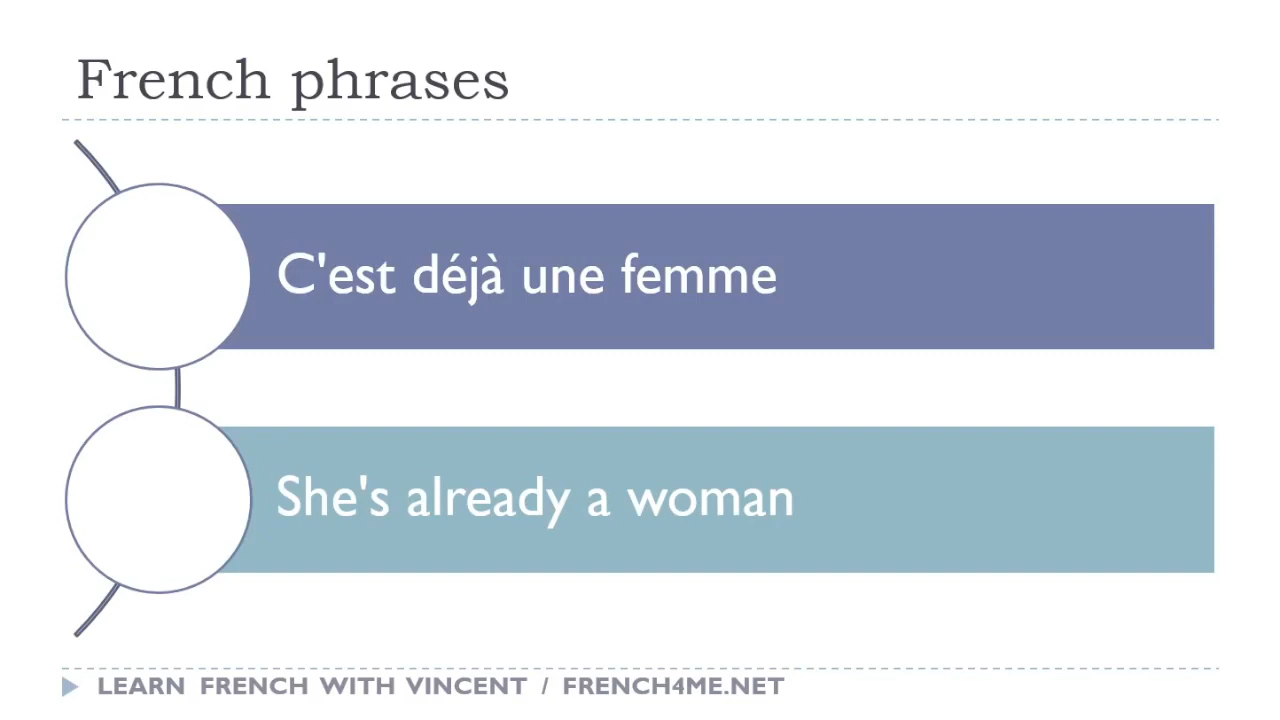 French phrases
C'est déjà une femme
She's already a woman
LEARN FRENCH WITH VINCENT / FRENCH4ME.NET